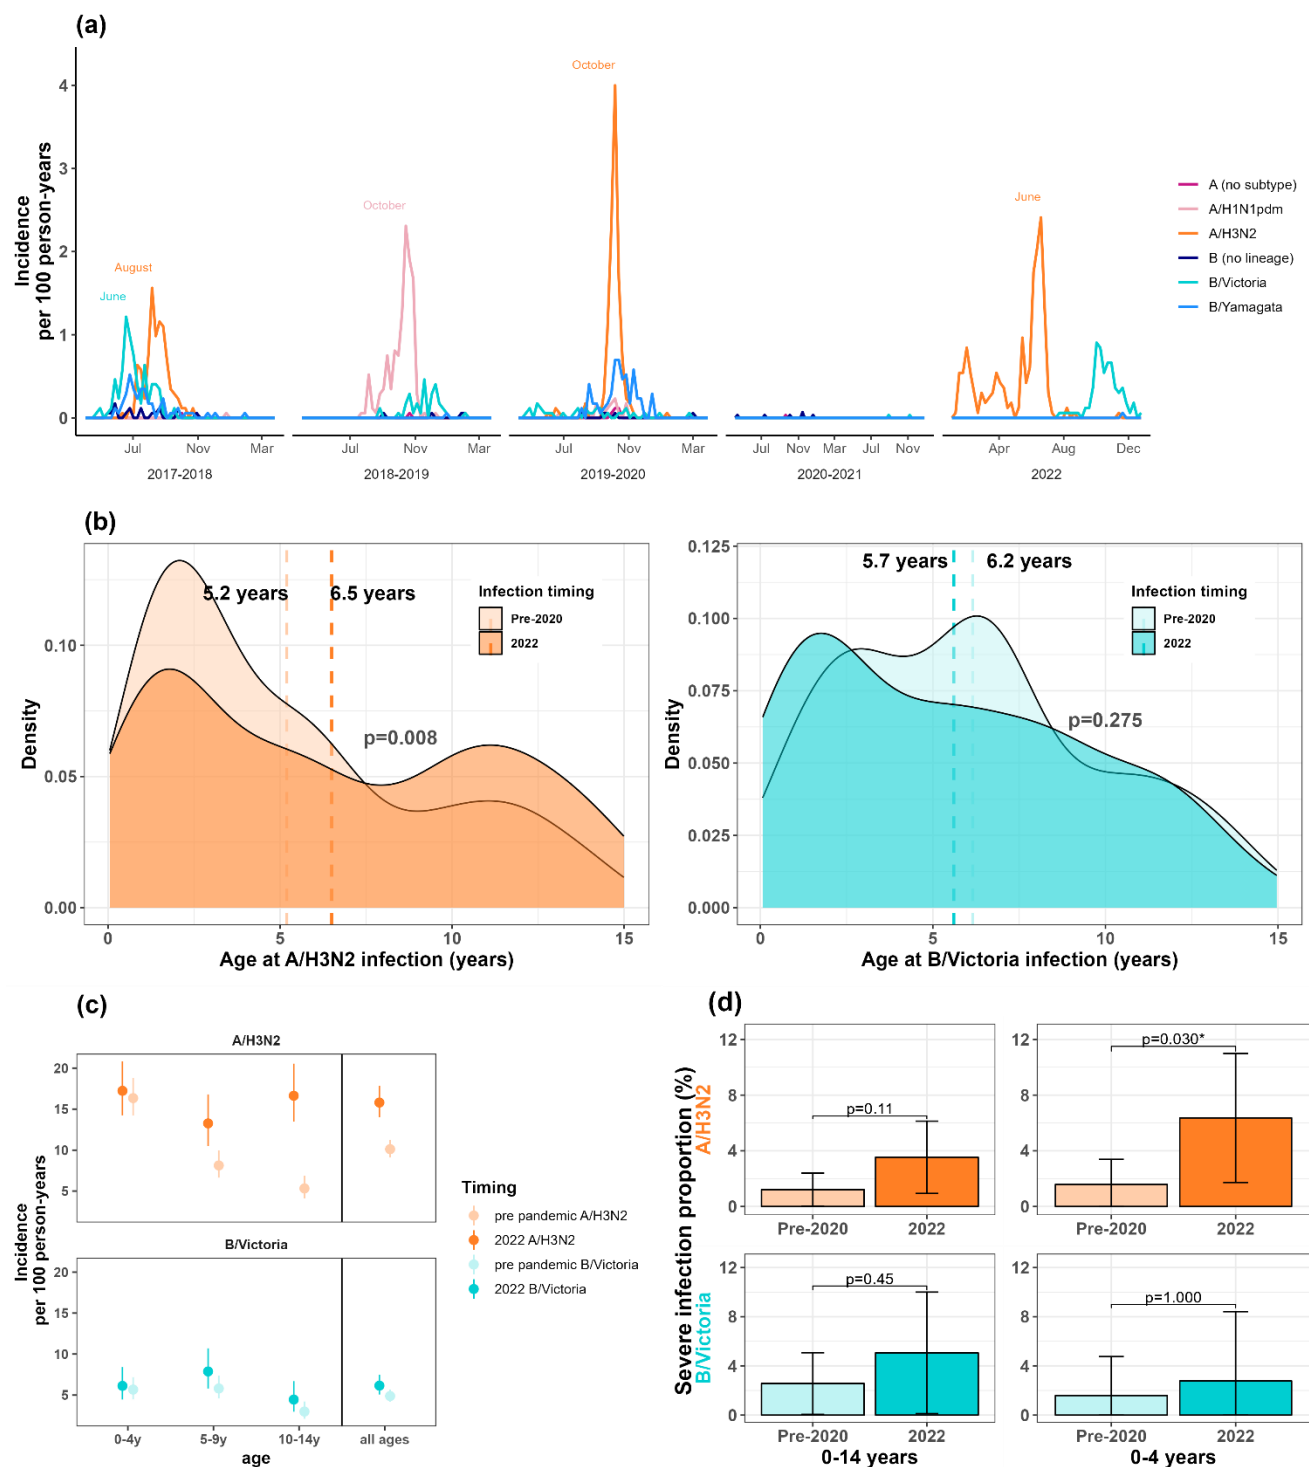 (a)
Incidence
per 100 person-years
4
3
2
1
0
August
June
October
October
June
Jul Nov Mar
Jul Nov Mar
Jul Nov Mar
Jul Nov Mar Jul Nov
Apr Aug Dec
2017-2018
2018-2019
2019-2020
2020-2021
2022
A (no subtype)
A/H1N1pdm
A/H3N2
B (no lineage)
B/Victoria
B/Yamagata
(b)
Density
0.10
0.05
0.00
5.2 years
6.5 years
p=0.008
Infection timing
Pre-2020
2022
0 5 10 15
Age at A/H3N2 infection (years)
Density
0.125
0.100
0.075
0.050
0.025
0.000
5.7 years
6.2 years
p=0.275
Infection timing
Pre-2020
2022
0 5 10 15
Age at B/Victoria infection (years)
(c)
A/H3N2
20
15
10
5
B/Victoria
20
15
10
5
Incidence
per 100 person-years
0-4y 5-9y 10-14y all ages
age
Timing
pre pandemic A/H3N2
2022 A/H3N2
pre pandemic B/Victoria
2022 B/Victoria
(d)
Severe infection proportion (%)
A/H3N2
B/Victoria
12
8
4
0
p=0.11
Pre-2020 2022
12
8
4
0
p=0.030*
Pre-2020 2022
12
8
4
0
p=0.45
Pre-2020 2022
0-14 years
12
8
4
0
p=1.000
Pre-2020 2022
0-4 years